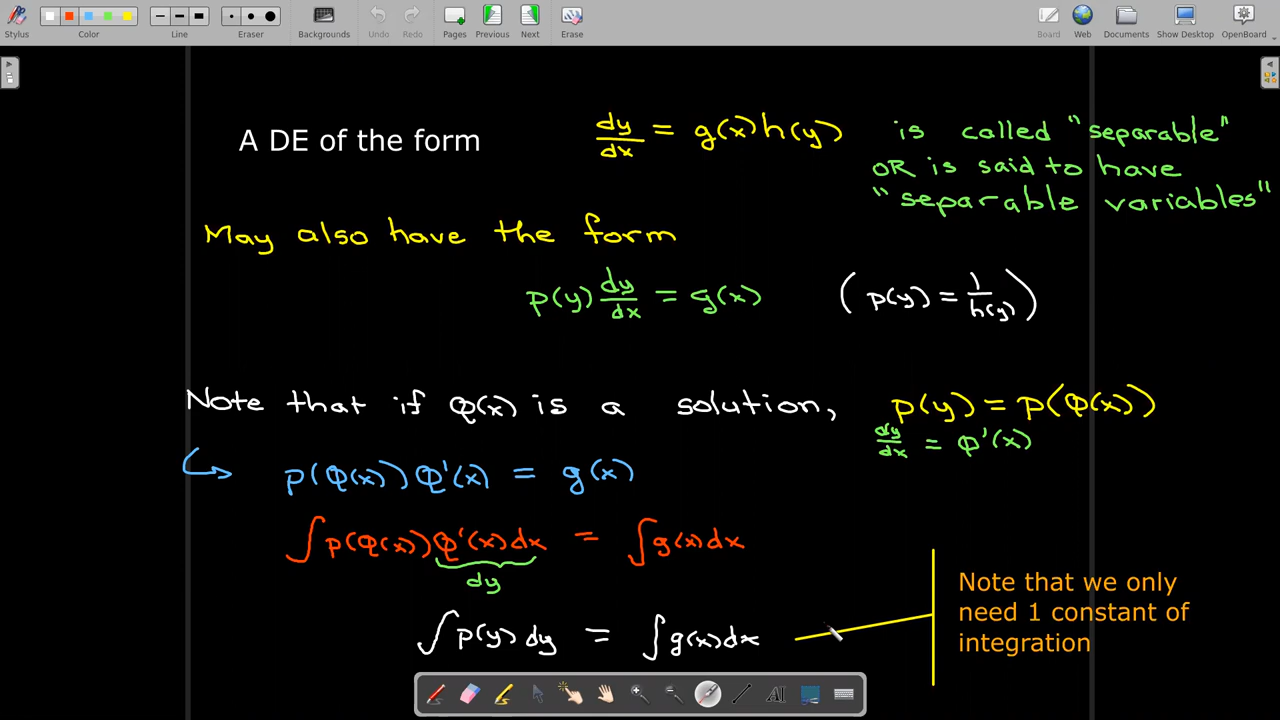 Stylus Color Line Eraser Backgrounds Undo Redo Pages Previous Next Erase Board Web Documents Show Desktop OpenBoard
A DE of the form dy/dx = g(x)h(y) is called "separable"
OR is said to have
"separable variables"
May also have the form
p(y) dy/dx = g(x) (p(y) = 1/h(y))
Note that if φ(x) is a solution, p(y) = p(φ(x))
dy/dx = φ'(x)
p(φ(x))φ'(x) = g(x)
∫p(φ(x))φ'(x)dx = ∫g(x)dx
dy
∫p(y)dy = ∫g(x)dx
Note that we only
need 1 constant of
integration
AI